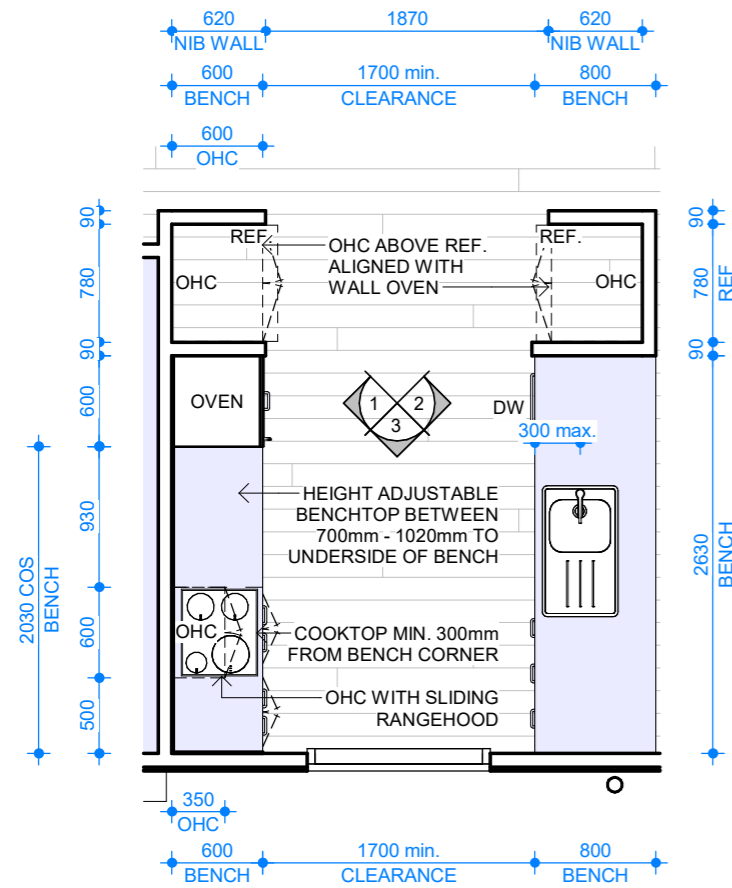 620 1870 620
NIB WALL NIB WALL
600 1700 min. 800
BENCH CLEARANCE BENCH
600
OHC
90
90
REF.
REF.
OHC ABOVE REF.
ALIGNED WITH
WALL OVEN
780
OHC
OHC
780
REF
90
90
600
OVEN
1 2
3
DW
300 max.
HEIGHT ADJUSTABLE
BENCHTOP BETWEEN
700mm - 1020mm TO
UNDERSIDE OF BENCH
930
2030 COS
BENCH
2630
BENCH
600
OHC
COOKTOP MIN. 300mm
FROM BENCH CORNER
OHC WITH SLIDING
RANGEHOOD
500
350
OHC
600 1700 min. 800
BENCH CLEARANCE BENCH